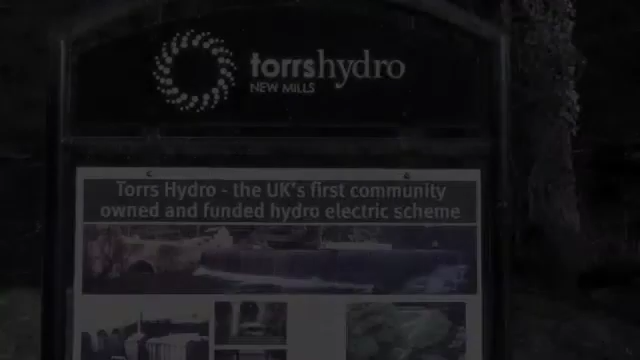 torrshydro
NEW MILLS
Torrs Hydro - the UK's first community
owned and funded hydro electric scheme